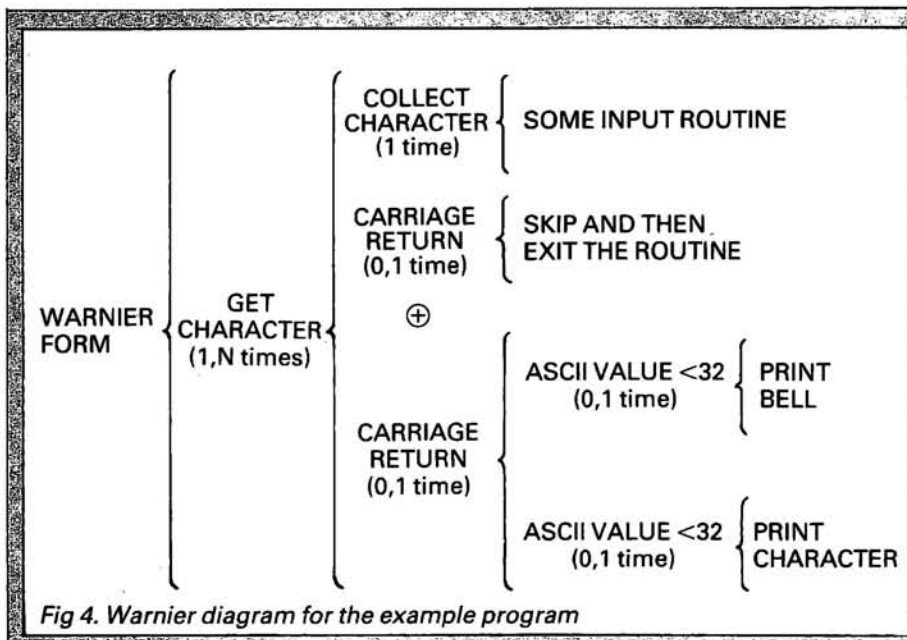 COLLECT
CHARACTER
(1 time)
SOME INPUT ROUTINE
CARRIAGE
RETURN
(0,1 time)
SKIP AND THEN
EXIT THE ROUTINE
WARNIER
FORM
GET
CHARACTER
(1,N times)
⊕
CARRIAGE
RETURN
(0,1 time)
ASCII VALUE <32
(0,1 time)
PRINT
BELL
ASCII VALUE <32
(0,1 time)
PRINT
CHARACTER
Fig 4. Warnier diagram for the example program